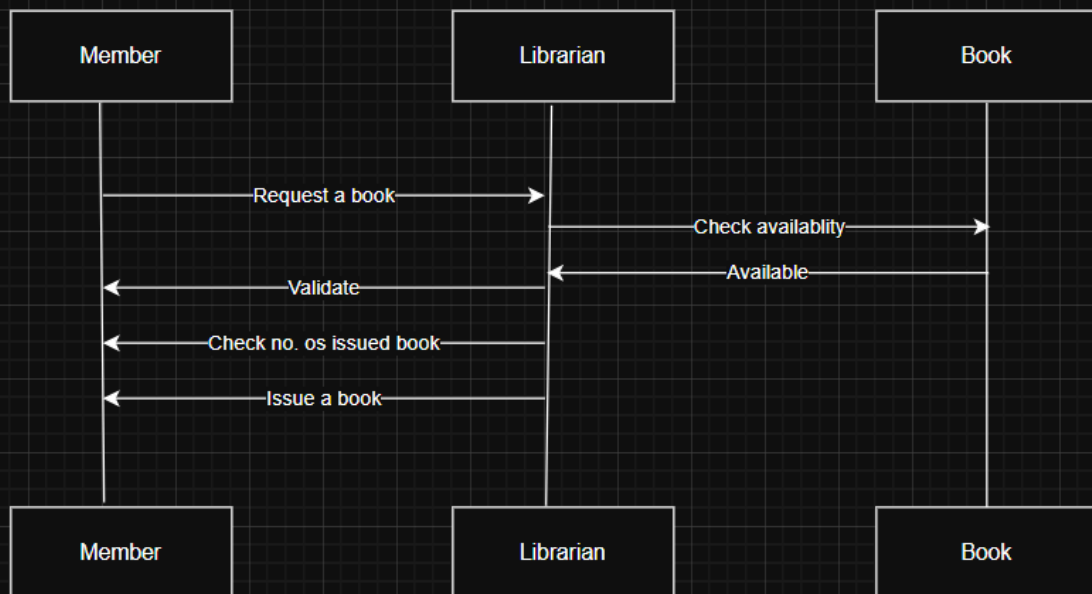 Member
Librarian
Book
Request a book
Check availablity
Available
Validate
Check no. os issued book
Issue a book
Member
Librarian
Book